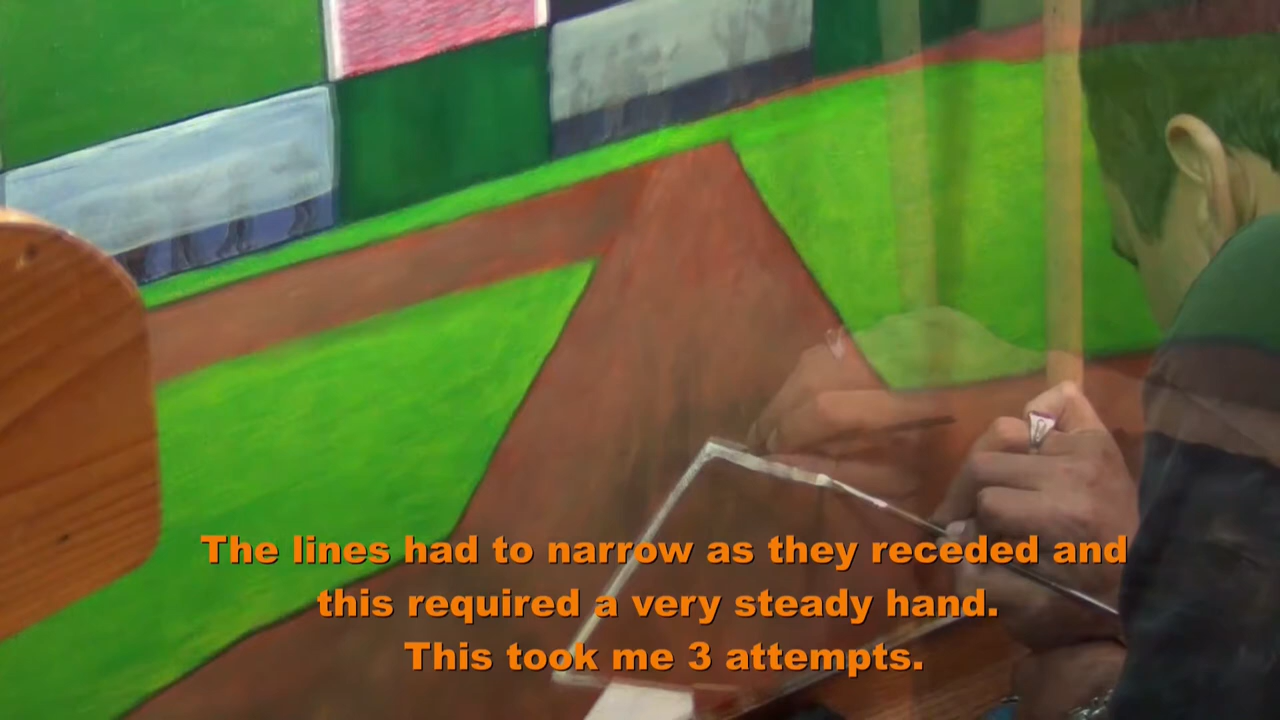 The lines had to narrow as they receded and
this required a very steady hand.
This took me 3 attempts.